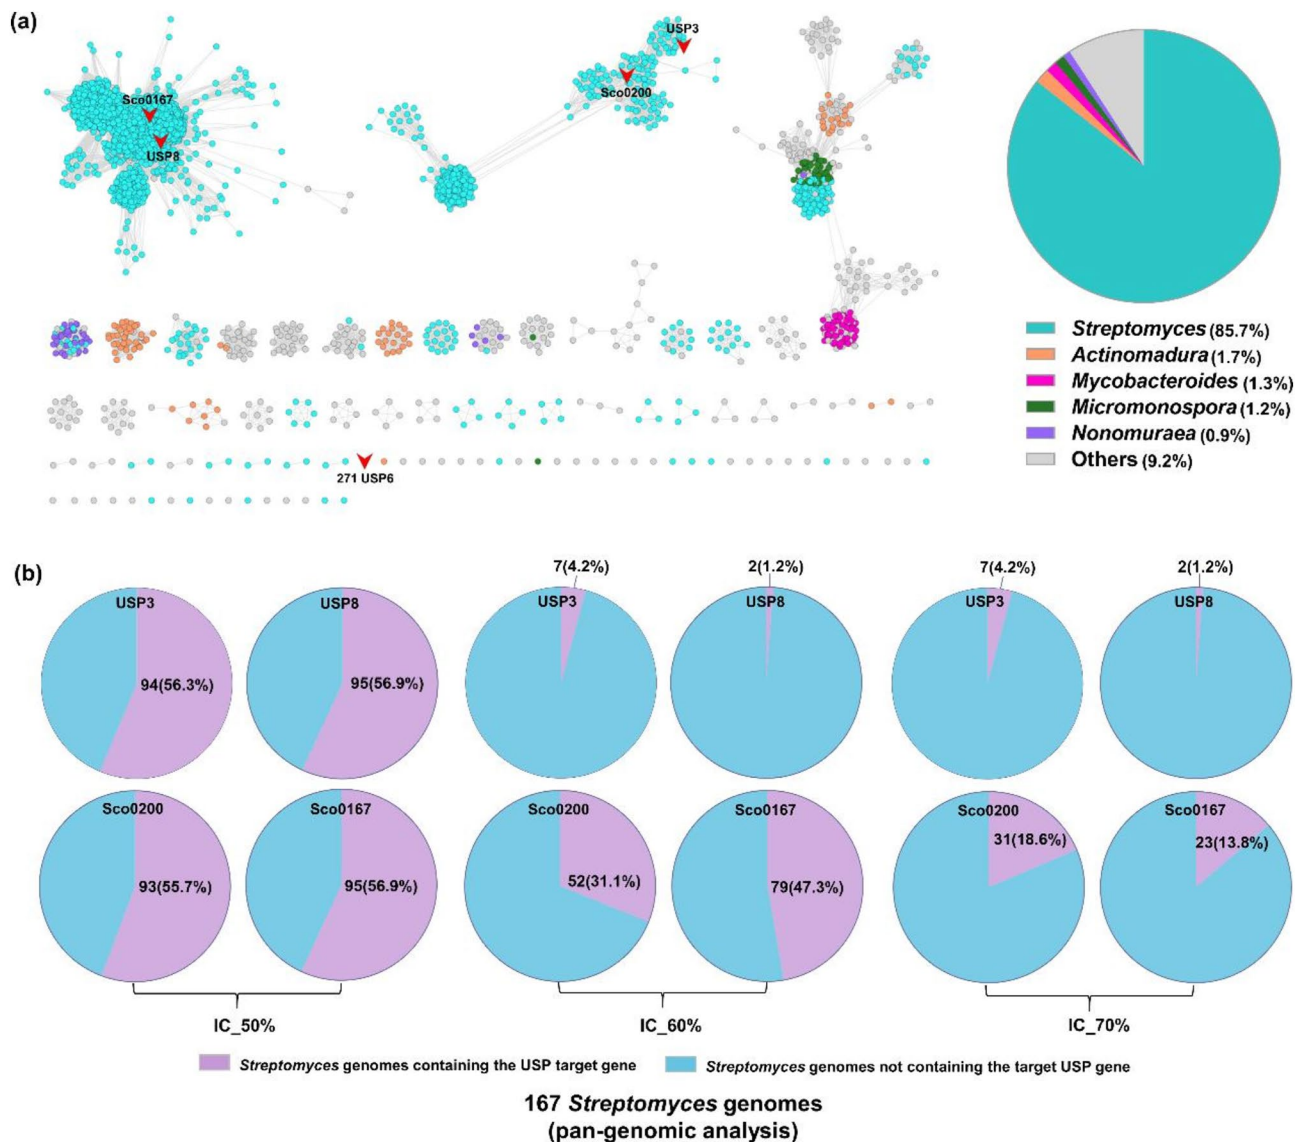 (a)
USP3
Sco0167
Sco0200
USP8
Streptomyces (85.7%)
Actinomadura (1.7%)
Mycobacteroides (1.3%)
Micromonospora (1.2%)
Nonomuraea (0.9%)
Others (9.2%)
271 USP6
(b)
7(4.2%)
2(1.2%)
7(4.2%)
2(1.2%)
USP3
USP8
USP3
USP8
USP3
USP8
94(56.3%)
95(56.9%)
Sco0200
Sco0167
Sco0200
Sco0167
Sco0200
Sco0167
93(55.7%)
95(56.9%)
52(31.1%)
79(47.3%)
31(18.6%)
23(13.8%)
IC_50%
IC_60%
IC_70%
Streptomyces genomes containing the USP target gene
Streptomyces genomes not containing the target USP gene
167 Streptomyces genomes
(pan-genomic analysis)